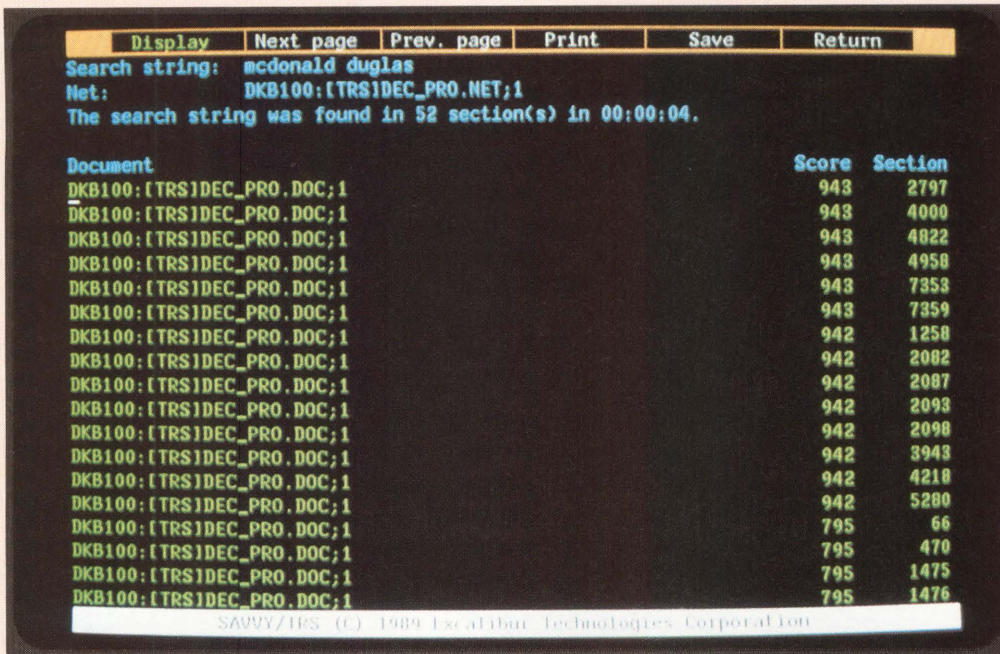 Display Next page Prev. page Print Save Return
Search string: mcdonald duglas
Net: DKB100:[TRS]DEC_PRO.NET;1
The search string was found in 52 section(s) in 00:00:04.
Document Score Section
DKB100:[TRS]DEC_PRO.DOC;1 943 2797
DKB100:[TRS]DEC_PRO.DOC;1 943 4000
DKB100:[TRS]DEC_PRO.DOC;1 943 4822
DKB100:[TRS]DEC_PRO.DOC;1 943 4958
DKB100:[TRS]DEC_PRO.DOC;1 943 7353
DKB100:[TRS]DEC_PRO.DOC;1 943 7359
DKB100:[TRS]DEC_PRO.DOC;1 942 1258
DKB100:[TRS]DEC_PRO.DOC;1 942 2082
DKB100:[TRS]DEC_PRO.DOC;1 942 2087
DKB100:[TRS]DEC_PRO.DOC;1 942 2093
DKB100:[TRS]DEC_PRO.DOC;1 942 2098
DKB100:[TRS]DEC_PRO.DOC;1 942 3943
DKB100:[TRS]DEC_PRO.DOC;1 942 4218
DKB100:[TRS]DEC_PRO.DOC;1 942 5280
DKB100:[TRS]DEC_PRO.DOC;1 795 66
DKB100:[TRS]DEC_PRO.DOC;1 795 470
DKB100:[TRS]DEC_PRO.DOC;1 795 1475
DKB100:[TRS]DEC_PRO.DOC;1 795 1476
SAVVY/TRS (C) 1989 Excalibur Technologies Corporation